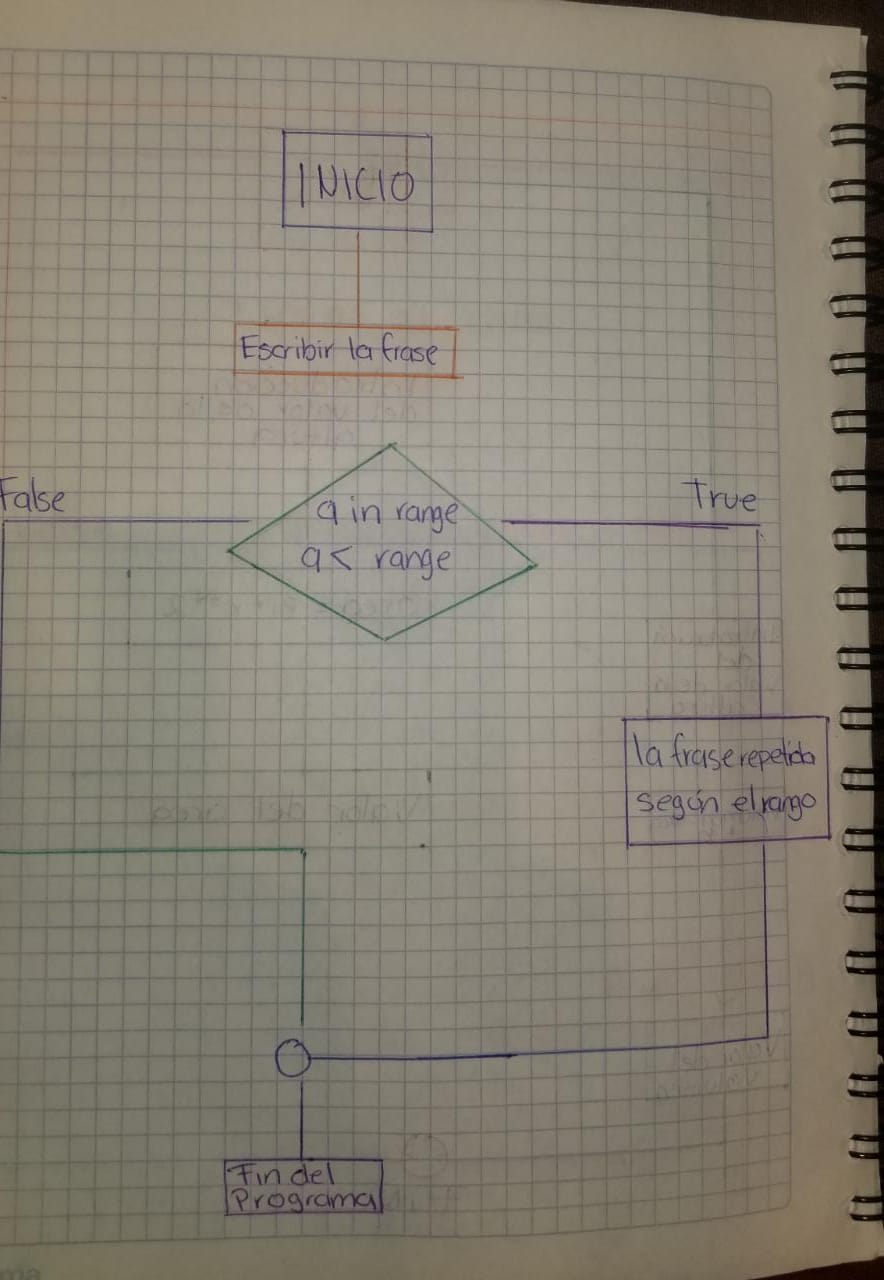 INICIO
Escribir la frase
False
True
a in range
a < range
la frase repetida
según el rango
Fin del
Programa